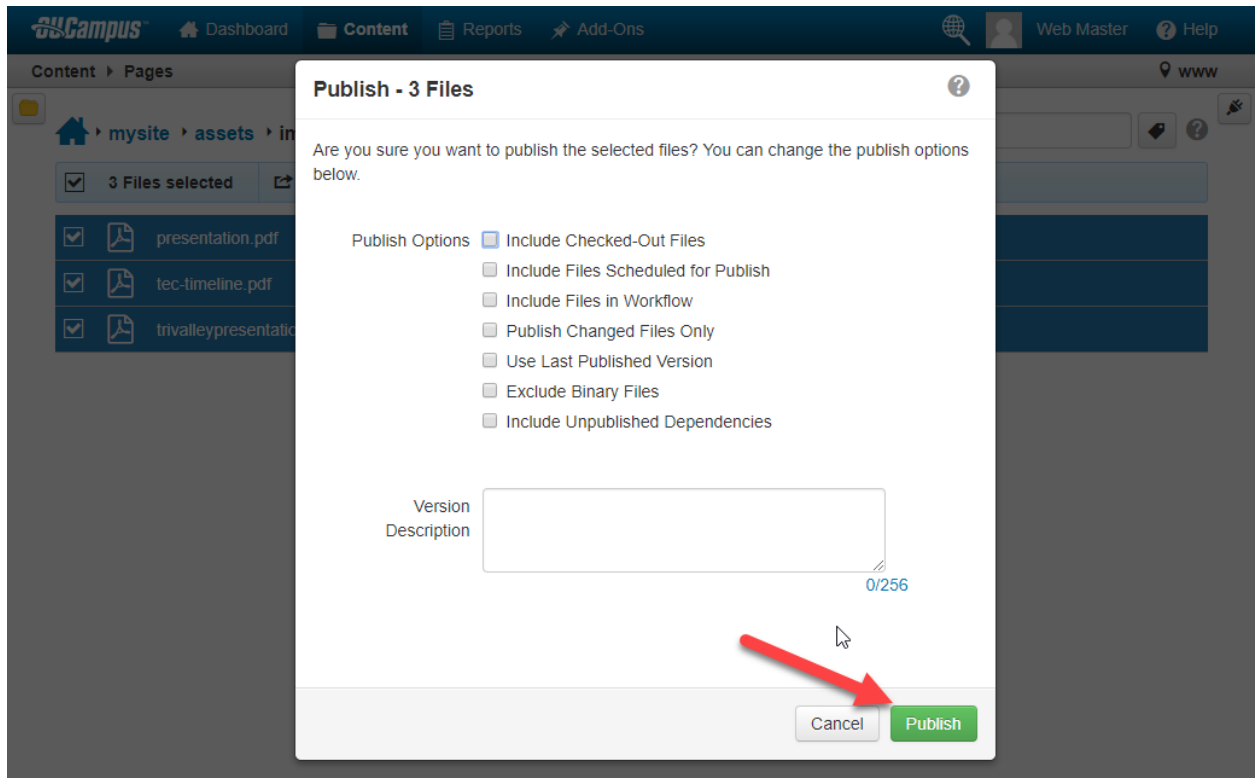 OUCampus™ Dashboard Content Reports Add-Ons Web Master Help
Content Pages www
Publish - 3 Files
mysite assets
Are you sure you want to publish the selected files? You can change the publish options
below.
3 Files selected
presentation.pdf
tec-timeline.pdf
Publish Options Include Checked-Out Files
Include Files Scheduled for Publish
Include Files in Workflow
Publish Changed Files Only
Use Last Published Version
Exclude Binary Files
Include Unpublished Dependencies
Version
Description
0/256
Cancel Publish